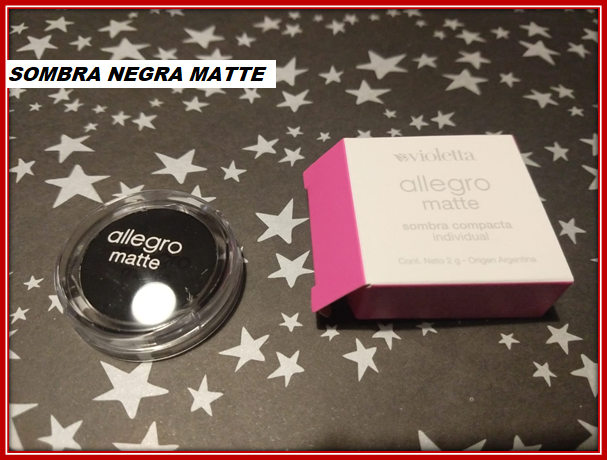 SOMBRA NEGRA MATTE
violetta
allegro
matte
sombra compacta
individual
Cont. Neto 2 g - Origen Argentina
allegro
matte